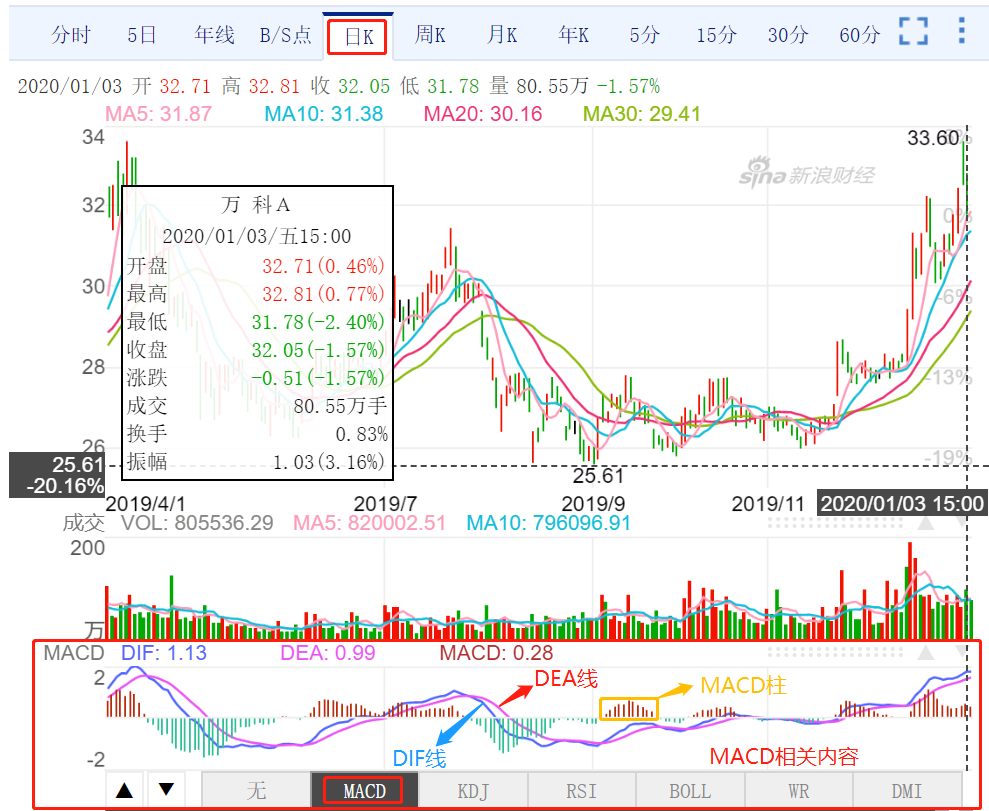 分时 5日 年线 B/S点 日K 周K 月K 年K 5分 15分 30分 60分
2020/01/03 开 32.71 高 32.81 收 32.05 低 31.78 量 80.55万 -1.57%
MA5: 31.87 MA10: 31.38 MA20: 30.16 MA30: 29.41
34 33.60
sina新浪财经
万 科A
32 0%
2020/01/03/五15:00
开盘 32.71(0.46%)
30 最高 32.81(0.77%) -6%
最低 31.78(-2.40%)
收盘 32.05(-1.57%)
28 涨跌 -0.51(-1.57%) -13%
成交 80.55万手
换手 0.83%
26 -19%
振幅 1.03(3.16%)
25.61
-20.16%
25.61
2019/4/1 2019/7 2019/9 2019/11 2020/01/03 15:00
成交 VOL: 805536.29 MA5: 820002.51 MA10: 796096.91
200
万
MACD DIF: 1.13 DEA: 0.99 MACD: 0.28
2 DEA线 MACD柱
DIF线 MACD相关内容
-2
▲ ▼ 无 MACD KDJ RSI BOLL WR DMI